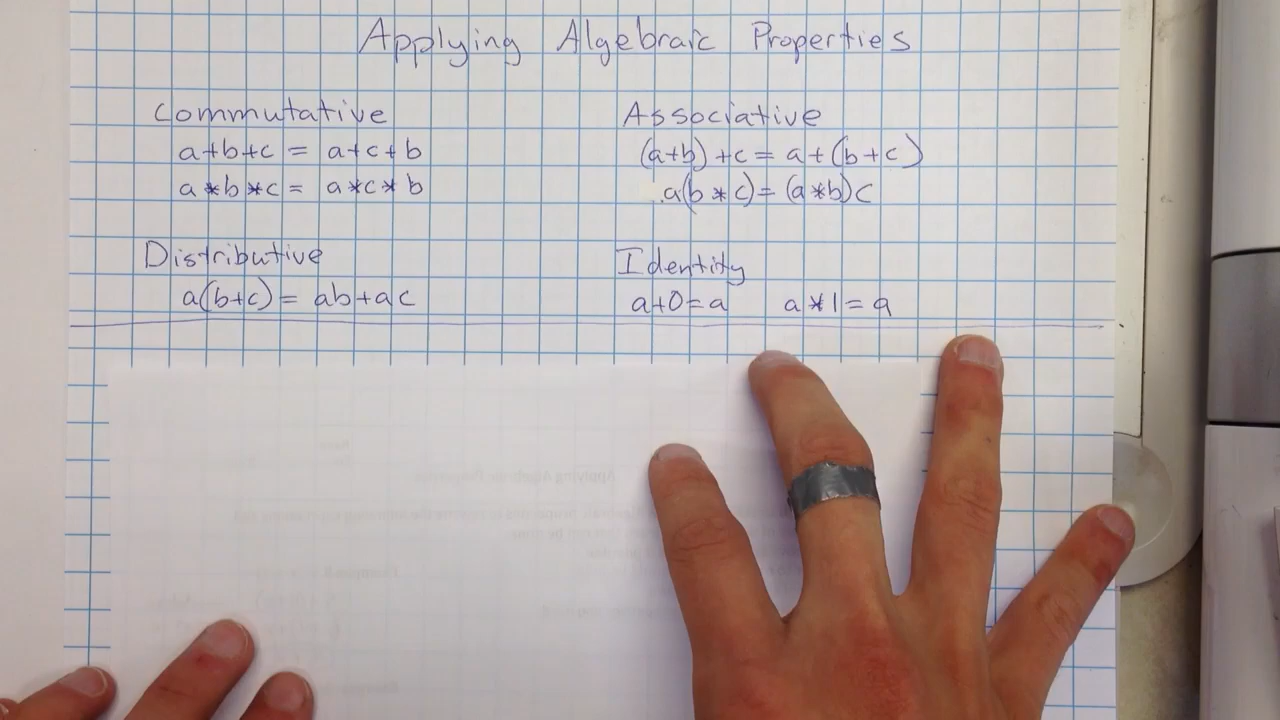 Applying Algebraic Properties
Commutative
a+b+c = a+c+b
a*b*c = a*c*b
Associative
(a+b)+c = a+(b+c)
a(b*c) = (a*b)c
Distributive
a(b+c) = ab+ac
Identity
a+0=a a*1=a